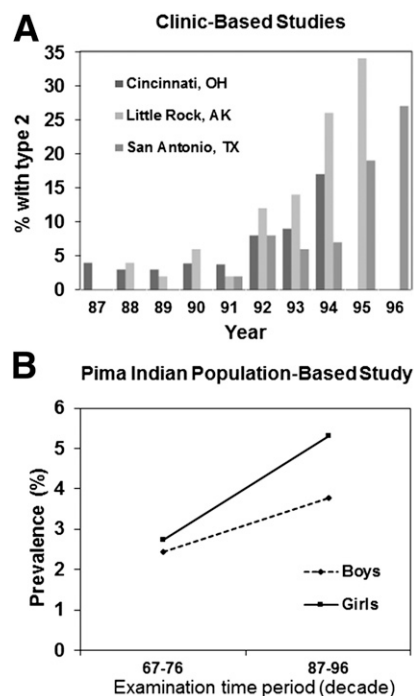 A
Clinic-Based Studies
35
30
25
20
15
10
5
0
% with type 2
Cincinnati, OH
Little Rock, AK
San Antonio, TX
87 88 89 90 91 92 93 94 95 96
Year
B
Pima Indian Population-Based Study
6
5
4
3
2
1
0
Prevalence (%)
Boys
Girls
67-76 87-96
Examination time period (decade)